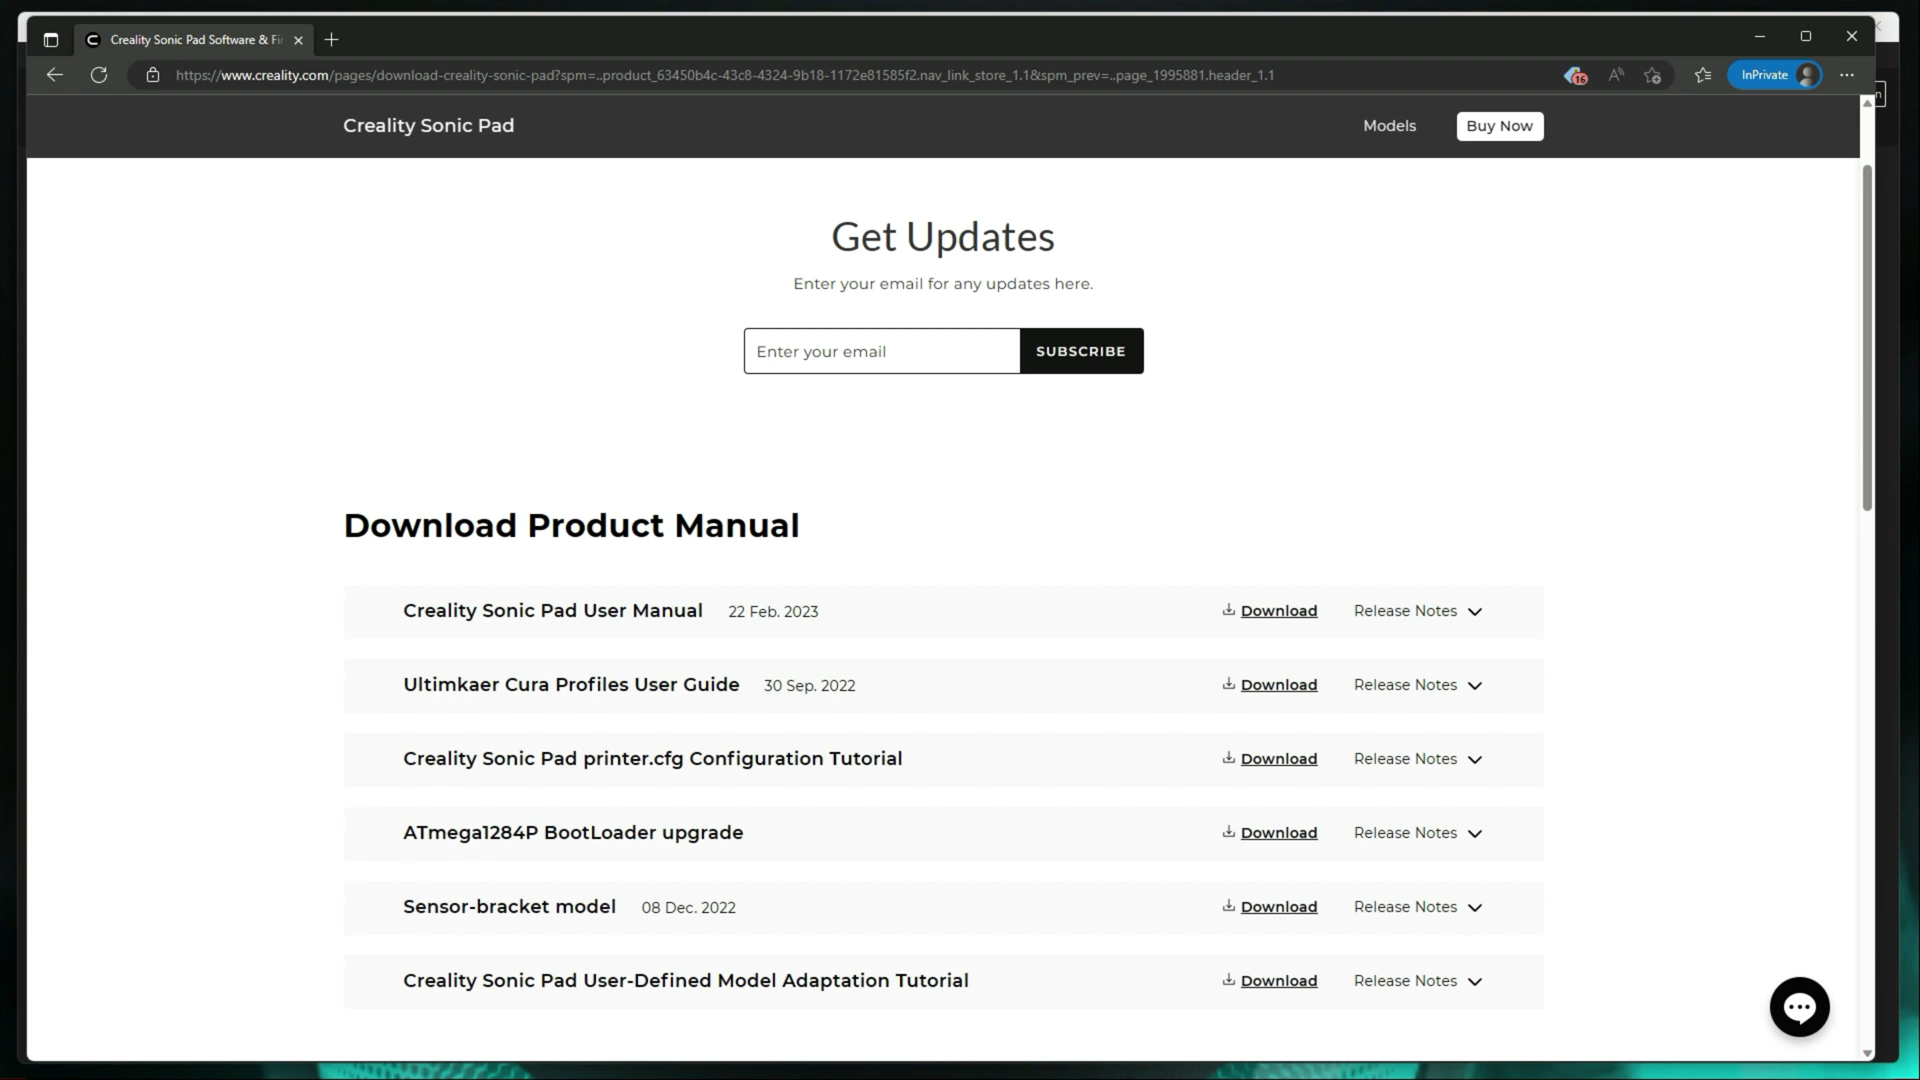 Creality Sonic Pad Software & Fi
https://www.creality.com/pages/download-creality-sonic-pad?spm=..product_63450b4c-43c8-4324-9b18-1172e81585f2.nav_link_store_1.1&spm_prev=..page_1995881.header_1.1
16
InPrivate
Creality Sonic Pad
Models
Buy Now
Get Updates
Enter your email for any updates here.
Enter your email
SUBSCRIBE
Download Product Manual
Creality Sonic Pad User Manual 22 Feb. 2023 Download Release Notes
Ultimkaer Cura Profiles User Guide 30 Sep. 2022 Download Release Notes
Creality Sonic Pad printer.cfg Configuration Tutorial Download Release Notes
ATmega1284P BootLoader upgrade Download Release Notes
Sensor-bracket model 08 Dec. 2022 Download Release Notes
Creality Sonic Pad User-Defined Model Adaptation Tutorial Download Release Notes